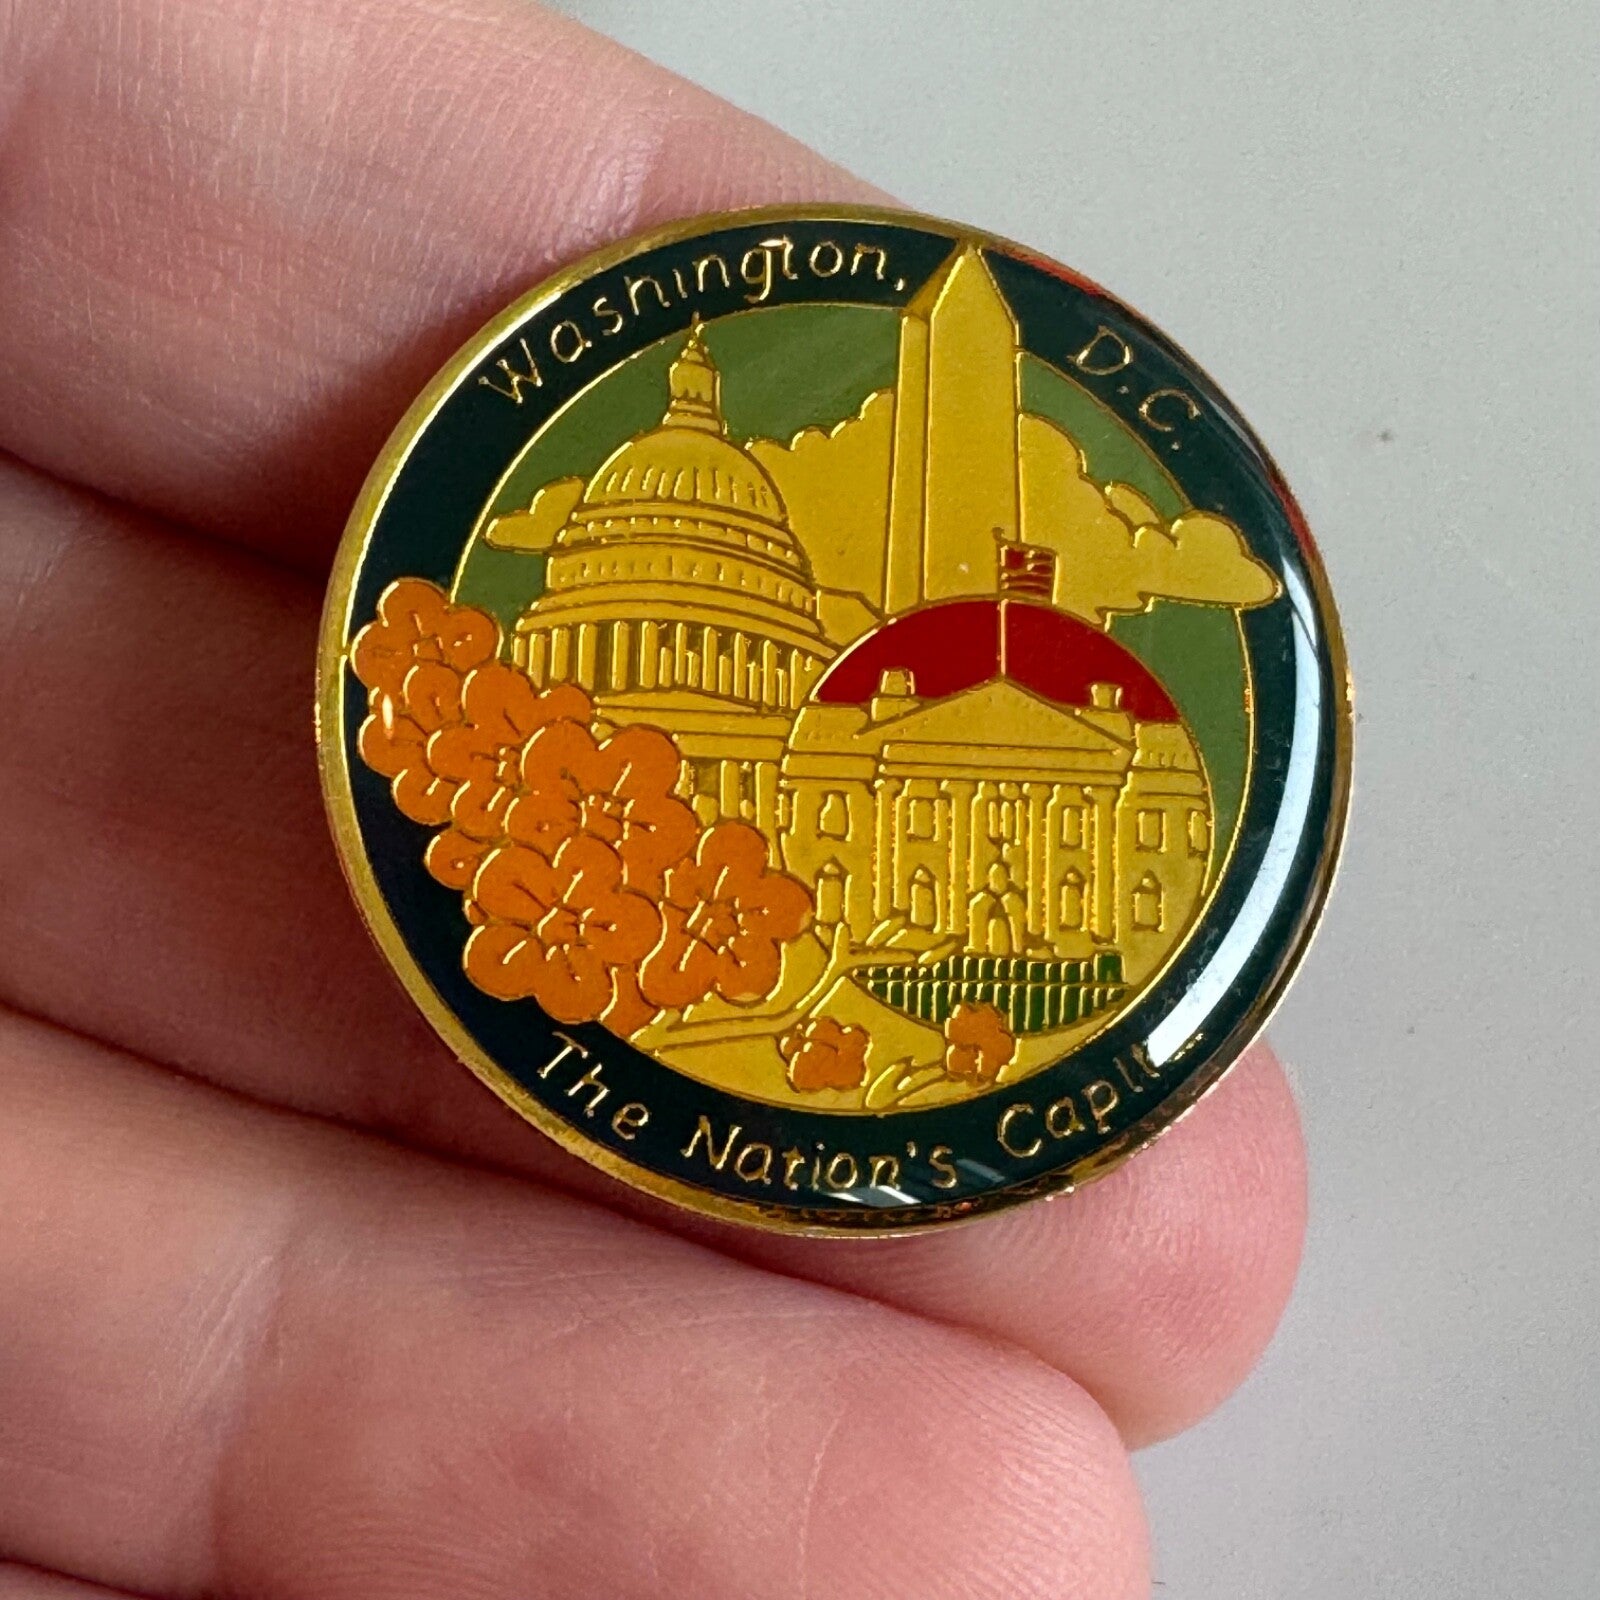 Washington, D.C.
The Nation's